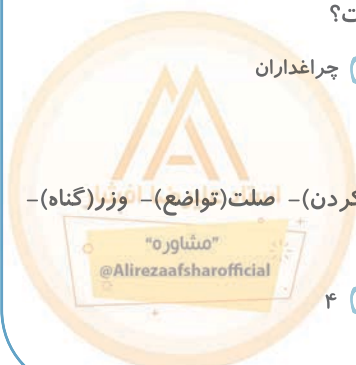 ت؟
چراغداران
کردن)- صلت(تواضع)- وزر(گناه)-
"مشاوره"
@Alirezaafsharofficial
۴